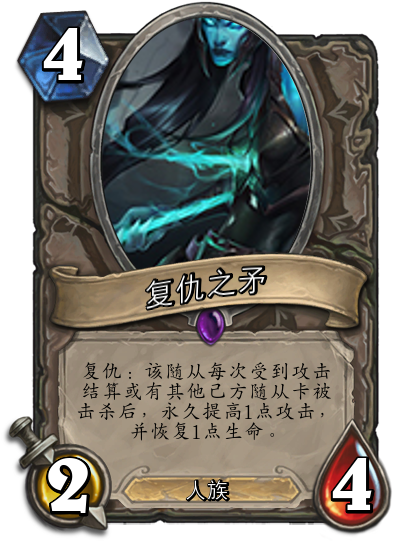 4
复仇之矛
复仇：该随从每次受到攻击
结算或有其他己方随从卡被
击杀后，永久提高1点攻击，
并恢复1点生命。
2
人族
4